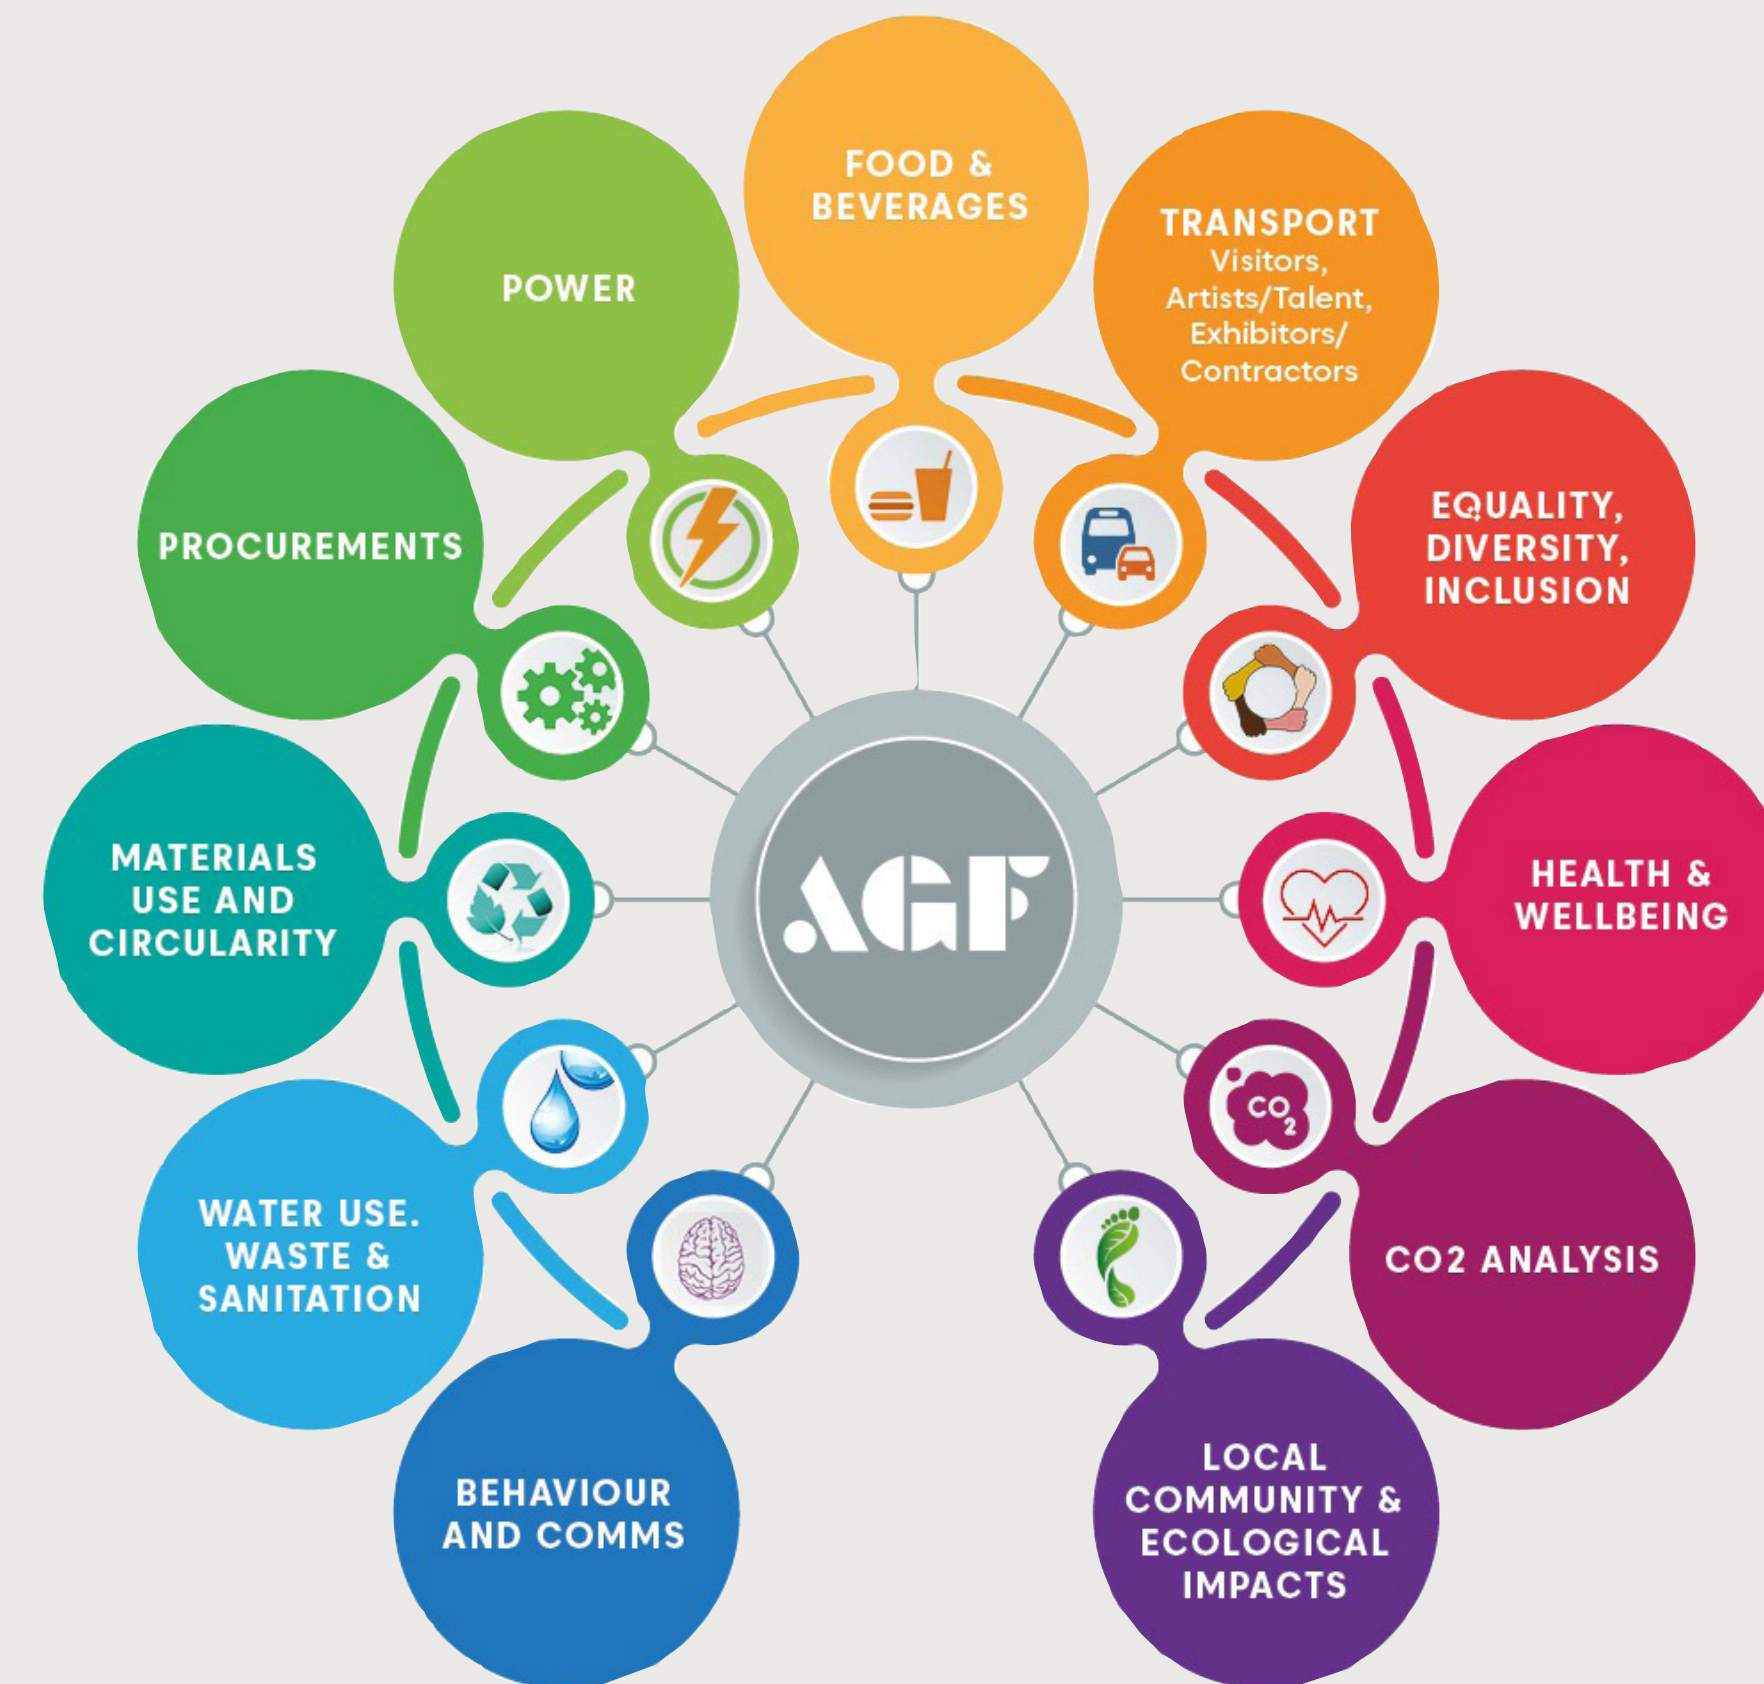 FOOD &
BEVERAGES
TRANSPORT
Visitors,
Artists/Talent,
Exhibitors/
Contractors
EQUALITY,
DIVERSITY,
INCLUSION
HEALTH &
WELLBEING
CO2 ANALYSIS
CO2
LOCAL
COMMUNITY &
ECOLOGICAL
IMPACTS
BEHAVIOUR
AND COMMS
WATER USE.
WASTE &
SANITATION
MATERIALS
USE AND
CIRCULARITY
PROCUREMENTS
POWER
AGF